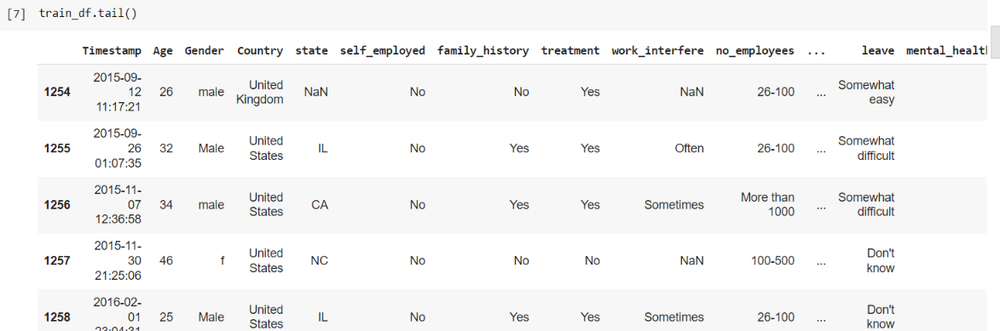 [7] train_df.tail()
Timestamp Age Gender Country state self_employed family_history treatment work_interfere no_employees ... leave
1254 2015-09-12 11:17:21 26 male United Kingdom NaN No No Yes NaN 26-100 ... Somewhat easy
1255 2015-09-26 01:07:35 32 Male United States IL No Yes Yes Often 26-100 ... Somewhat difficult
1256 2015-11-07 12:36:58 34 male United States CA No Yes Yes Sometimes More than 1000 ... Somewhat difficult
1257 2015-11-30 21:25:06 46 f United States NC No No No NaN 100-500 ... Don't know
1258 2016-02-01 23:04:31 25 Male United States IL No Yes Yes Sometimes 26-100 ... Don't know